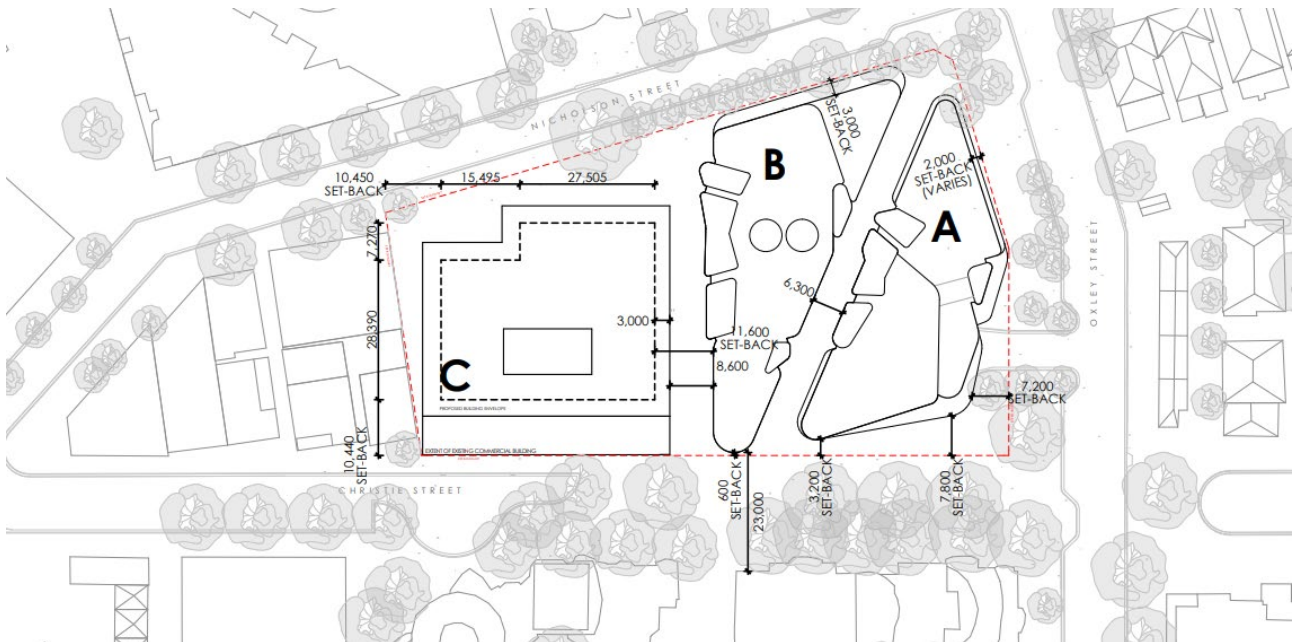 NICHOLSON STREET
3,000
SET-BACK
B
10,450
SET-BACK
15,495
27,505
2,000
SET-BACK
(VARIES)
A
7,270
OXLEY STREET
6,300
28,390
3,000
11,600
SET-BACK
8,600
C
7,200
SET-BACK
PROPOSED BUILDING ENVELOPE
10,440
SET-BACK
EXTENT OF EXISTING COMMERCIAL BUILDING
CHRISTIE STREET
600
SET-BACK
23,000
3,200
SET-BACK
7,800
SET-BACK